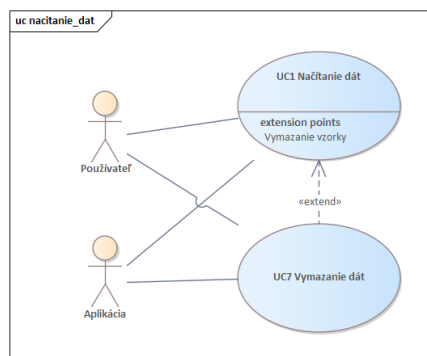 uc nacitanie_dat
UC1 Načítanie dát
extension points
Vymazanie vzorky
Používateľ
«extend»
UC7 Vymazanie dát
Aplikácia